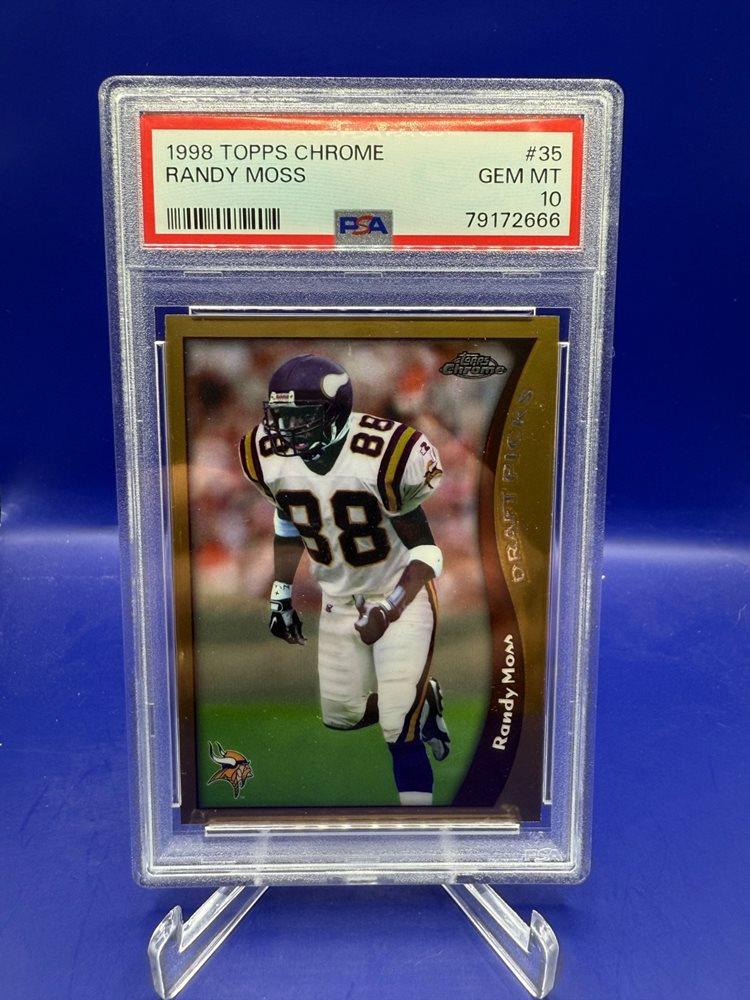 1998 TOPPS CHROME #35
RANDY MOSS GEM MT
10
PSA 79172666
Topps
Chrome
DRAFT PICKS
Randy Moss
88
88
88
PSA